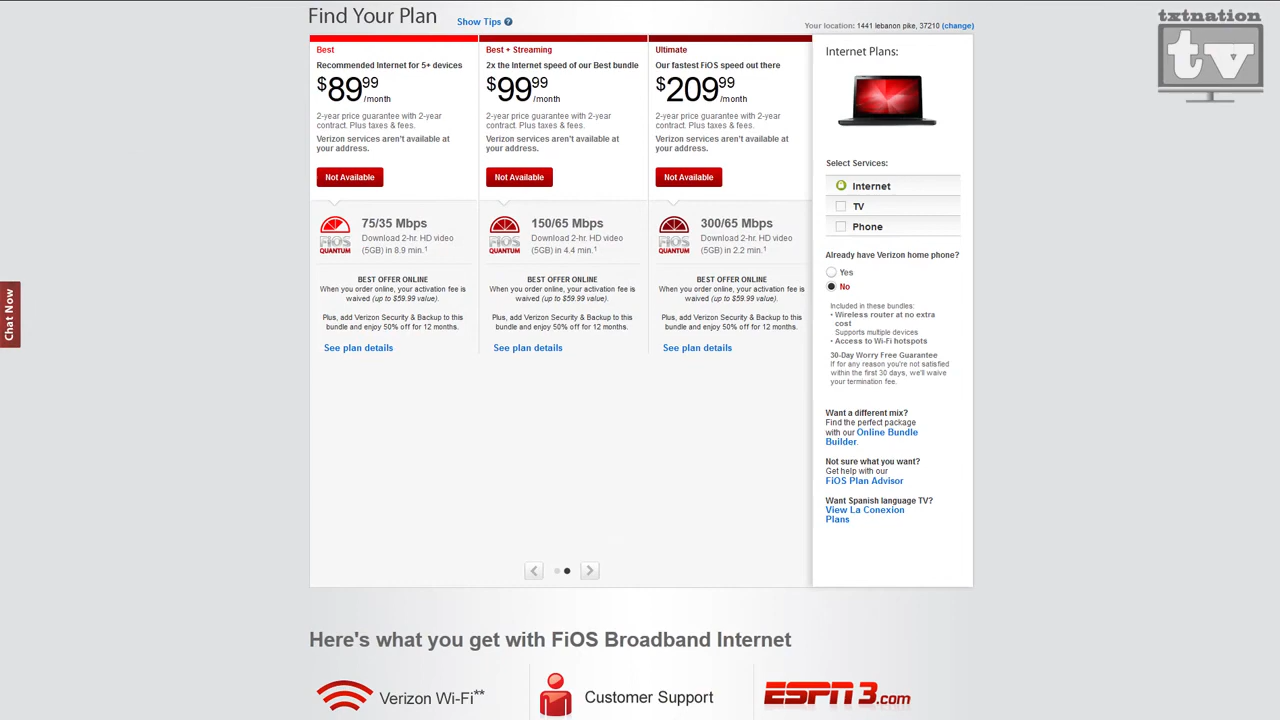 Find Your Plan
Show Tips ?
Your location: 1441 lebanon pike, 37210 (change)
txtnation
tv
Best
Recommended Internet for 5+ devices
$89.99
/month
2-year price guarantee with 2-year
contract. Plus taxes & fees.
Verizon services aren't available at
your address.
Not Available
75/35 Mbps
Download 2-hr. HD video
(5GB) in 8.9 min.¹
FiOS
QUANTUM
BEST OFFER ONLINE
When you order online, your activation fee is
waived (up to $59.99 value).
Plus, add Verizon Security & Backup to this
bundle and enjoy 50% off for 12 months.
See plan details
Best + Streaming
2x the Internet speed of our Best bundle
$99.99
/month
2-year price guarantee with 2-year
contract. Plus taxes & fees.
Verizon services aren't available at
your address.
Not Available
150/65 Mbps
Download 2-hr. HD video
(5GB) in 4.4 min.¹
FiOS
QUANTUM
BEST OFFER ONLINE
When you order online, your activation fee is
waived (up to $59.99 value).
Plus, add Verizon Security & Backup to this
bundle and enjoy 50% off for 12 months.
See plan details
Ultimate
Our fastest FiOS speed out there
$209.99
/month
2-year price guarantee with 2-year
contract. Plus taxes & fees.
Verizon services aren't available at
your address.
Not Available
300/65 Mbps
Download 2-hr. HD video
(5GB) in 2.2 min.¹
FiOS
QUANTUM
BEST OFFER ONLINE
When you order online, your activation fee is
waived (up to $59.99 value).
Plus, add Verizon Security & Backup to this
bundle and enjoy 50% off for 12 months.
See plan details
Internet Plans:
Select Services:
Internet
TV
Phone
Already have Verizon home phone?
Yes
No
Included in these bundles:
• Wireless router at no extra
cost
Supports multiple devices
• Access to Wi-Fi hotspots
30-Day Worry Free Guarantee
If for any reason you're not satisfied
within the first 30 days, we'll waive
your termination fee.
Want a different mix?
Find the perfect package
with our Online Bundle
Builder.
Not sure what you want?
Get help with our
FiOS Plan Advisor
Want Spanish language TV?
View La Conexion
Plans
Chat Now
Here's what you get with FiOS Broadband Internet
Verizon Wi-Fi**
Customer Support
ESPN3.com